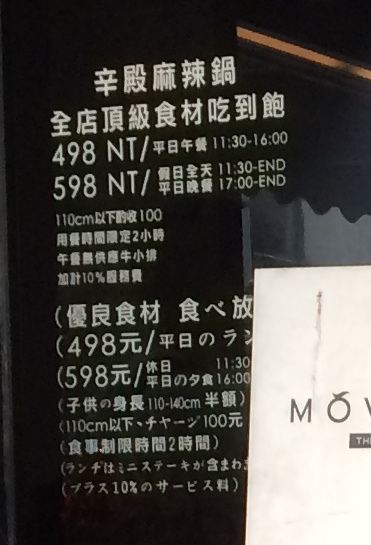 辛殿麻辣鍋
全店頂級食材吃到飽
498 NT/平日午餐 11:30-16:00
598 NT/假日全天 11:30-END
平日晚餐 17:00-END
110cm以下酌收100
用餐時間限定2小時
午餐無供應牛小排
加計10%服務費
(優良食材 食べ放
(498元/平日のラン
(598元/休日 11:30
平日の夕食 16:00
(子供の身長 110-140cm 半額)
(110cm以下、チャージ 100元
(食事制限時間2時間)
(ランチはミニステーキが含まわ
(プラス 10%のサービス料)
MOV
TH